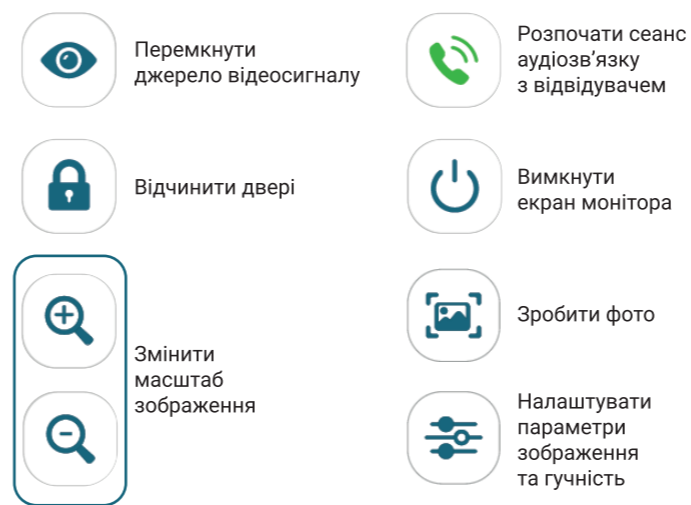 Перемкнути
джерело відеосигналу
Відчинити двері
Змінити
масштаб
зображення
Розпочати сеанс
аудіозв’язку
з відвідувачем
Вимкнути
екран монітора
Зробити фото
Налаштувати
параметри
зображення
та гучність